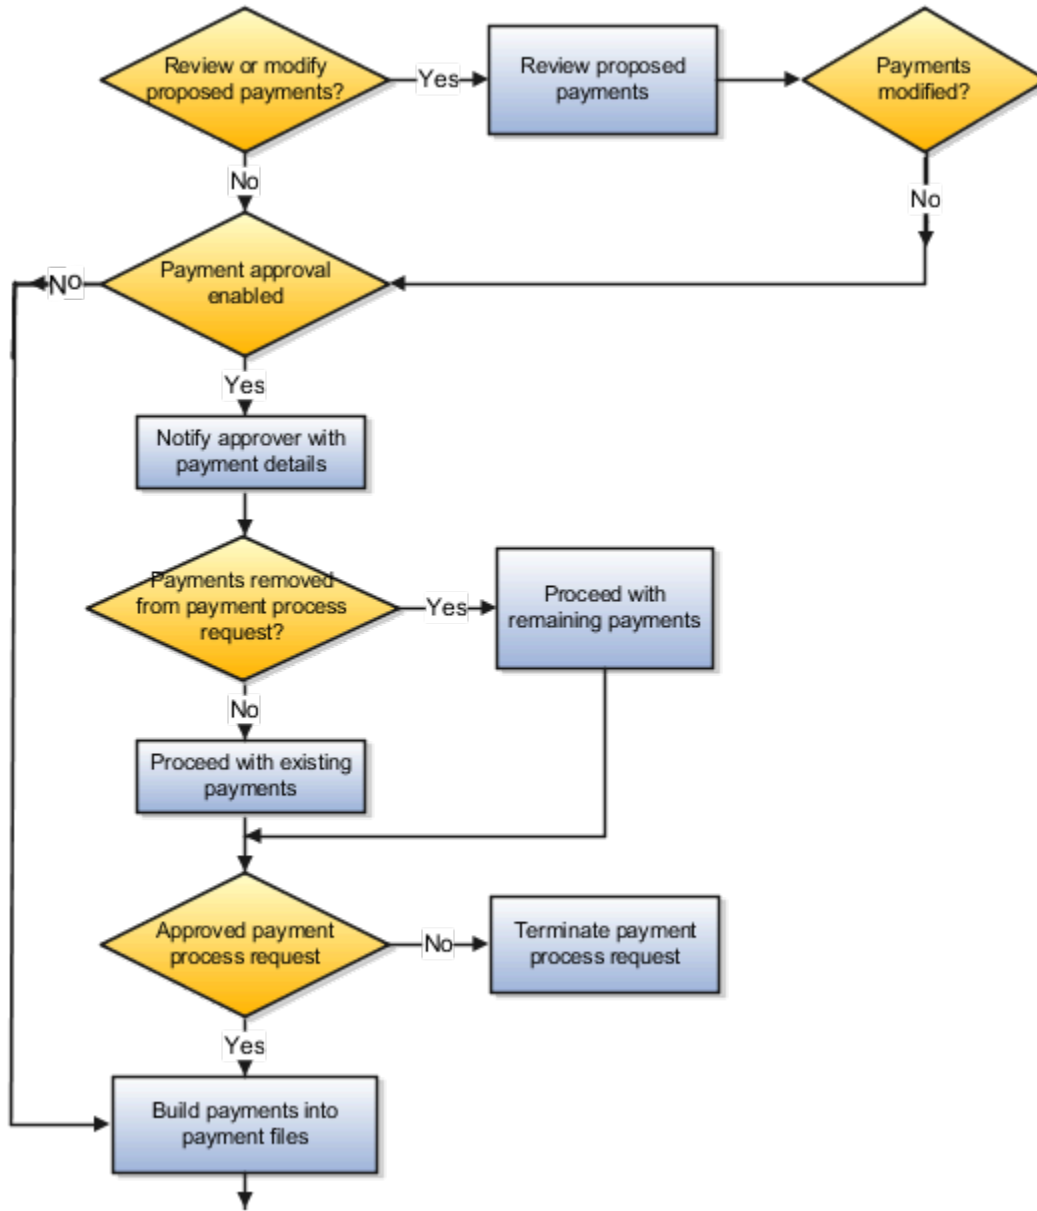 Review or modify
proposed payments?
Yes
Review proposed
payments
Payments
modified?
No
No
Payment approval
enabled
No
Yes
Notify approver with
payment details
Payments removed
from payment process
request?
Yes
Proceed with
remaining payments
No
Proceed with existing
payments
Approved payment
process request
No
Terminate payment
process request
Yes
Build payments into
payment files